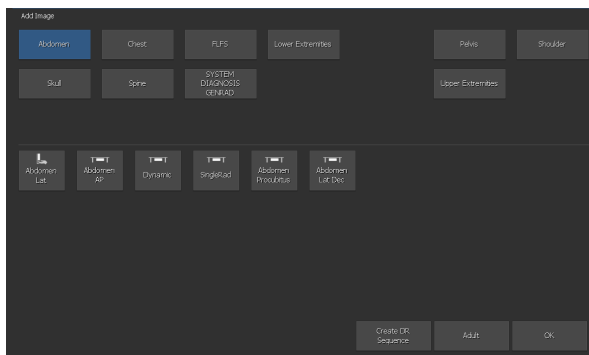 Add Image
Abdomen
Chest
FLFS
Lower Extremities
Pelvis
Shoulder
Skull
Spine
SYSTEM
DIAGNOSIS
GENRAD
Upper Extremities
Abdomen
Lat
Abdomen
AP
Dynamic
SingleRad
Abdomen
Procubitus
Abdomen
Lat Dec
Create DR
Sequence
Adult
OK